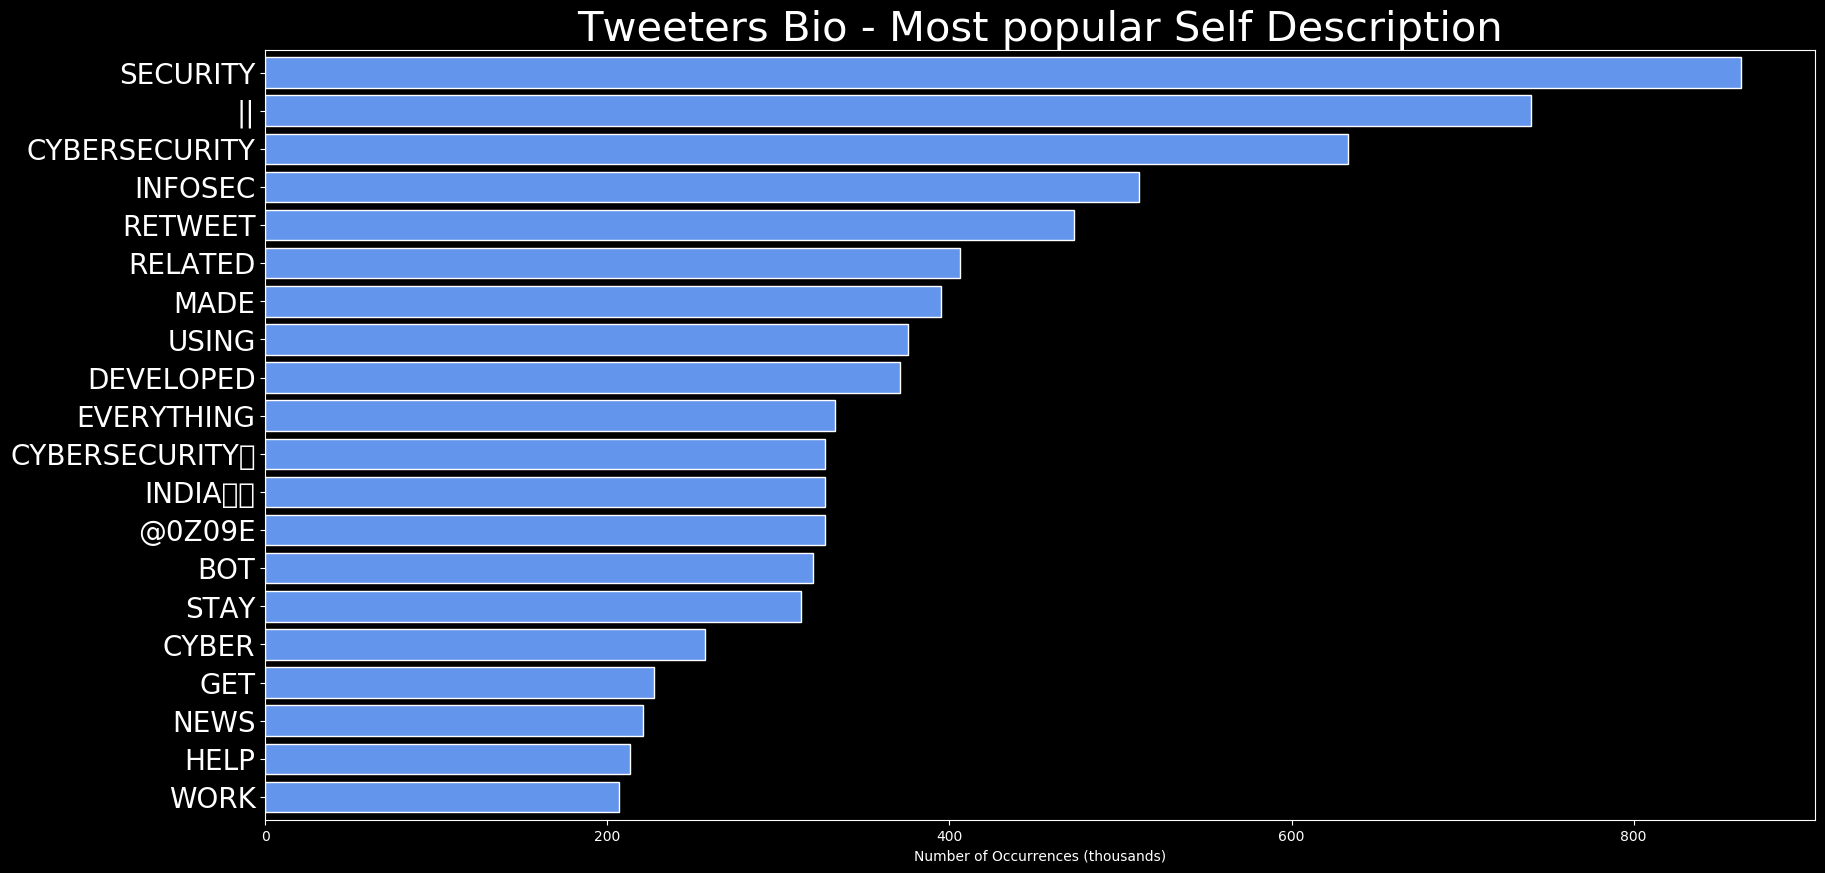 Tweeters Bio - Most popular Self Description
SECURITY
||
CYBERSECURITY
INFOSEC
RETWEET
RELATED
MADE
USING
DEVELOPED
EVERYTHING
CYBERSECURITY▯
INDIA▯▯
@0Z09E
BOT
STAY
CYBER
GET
NEWS
HELP
WORK
0 200 400 600 800
Number of Occurrences (thousands)